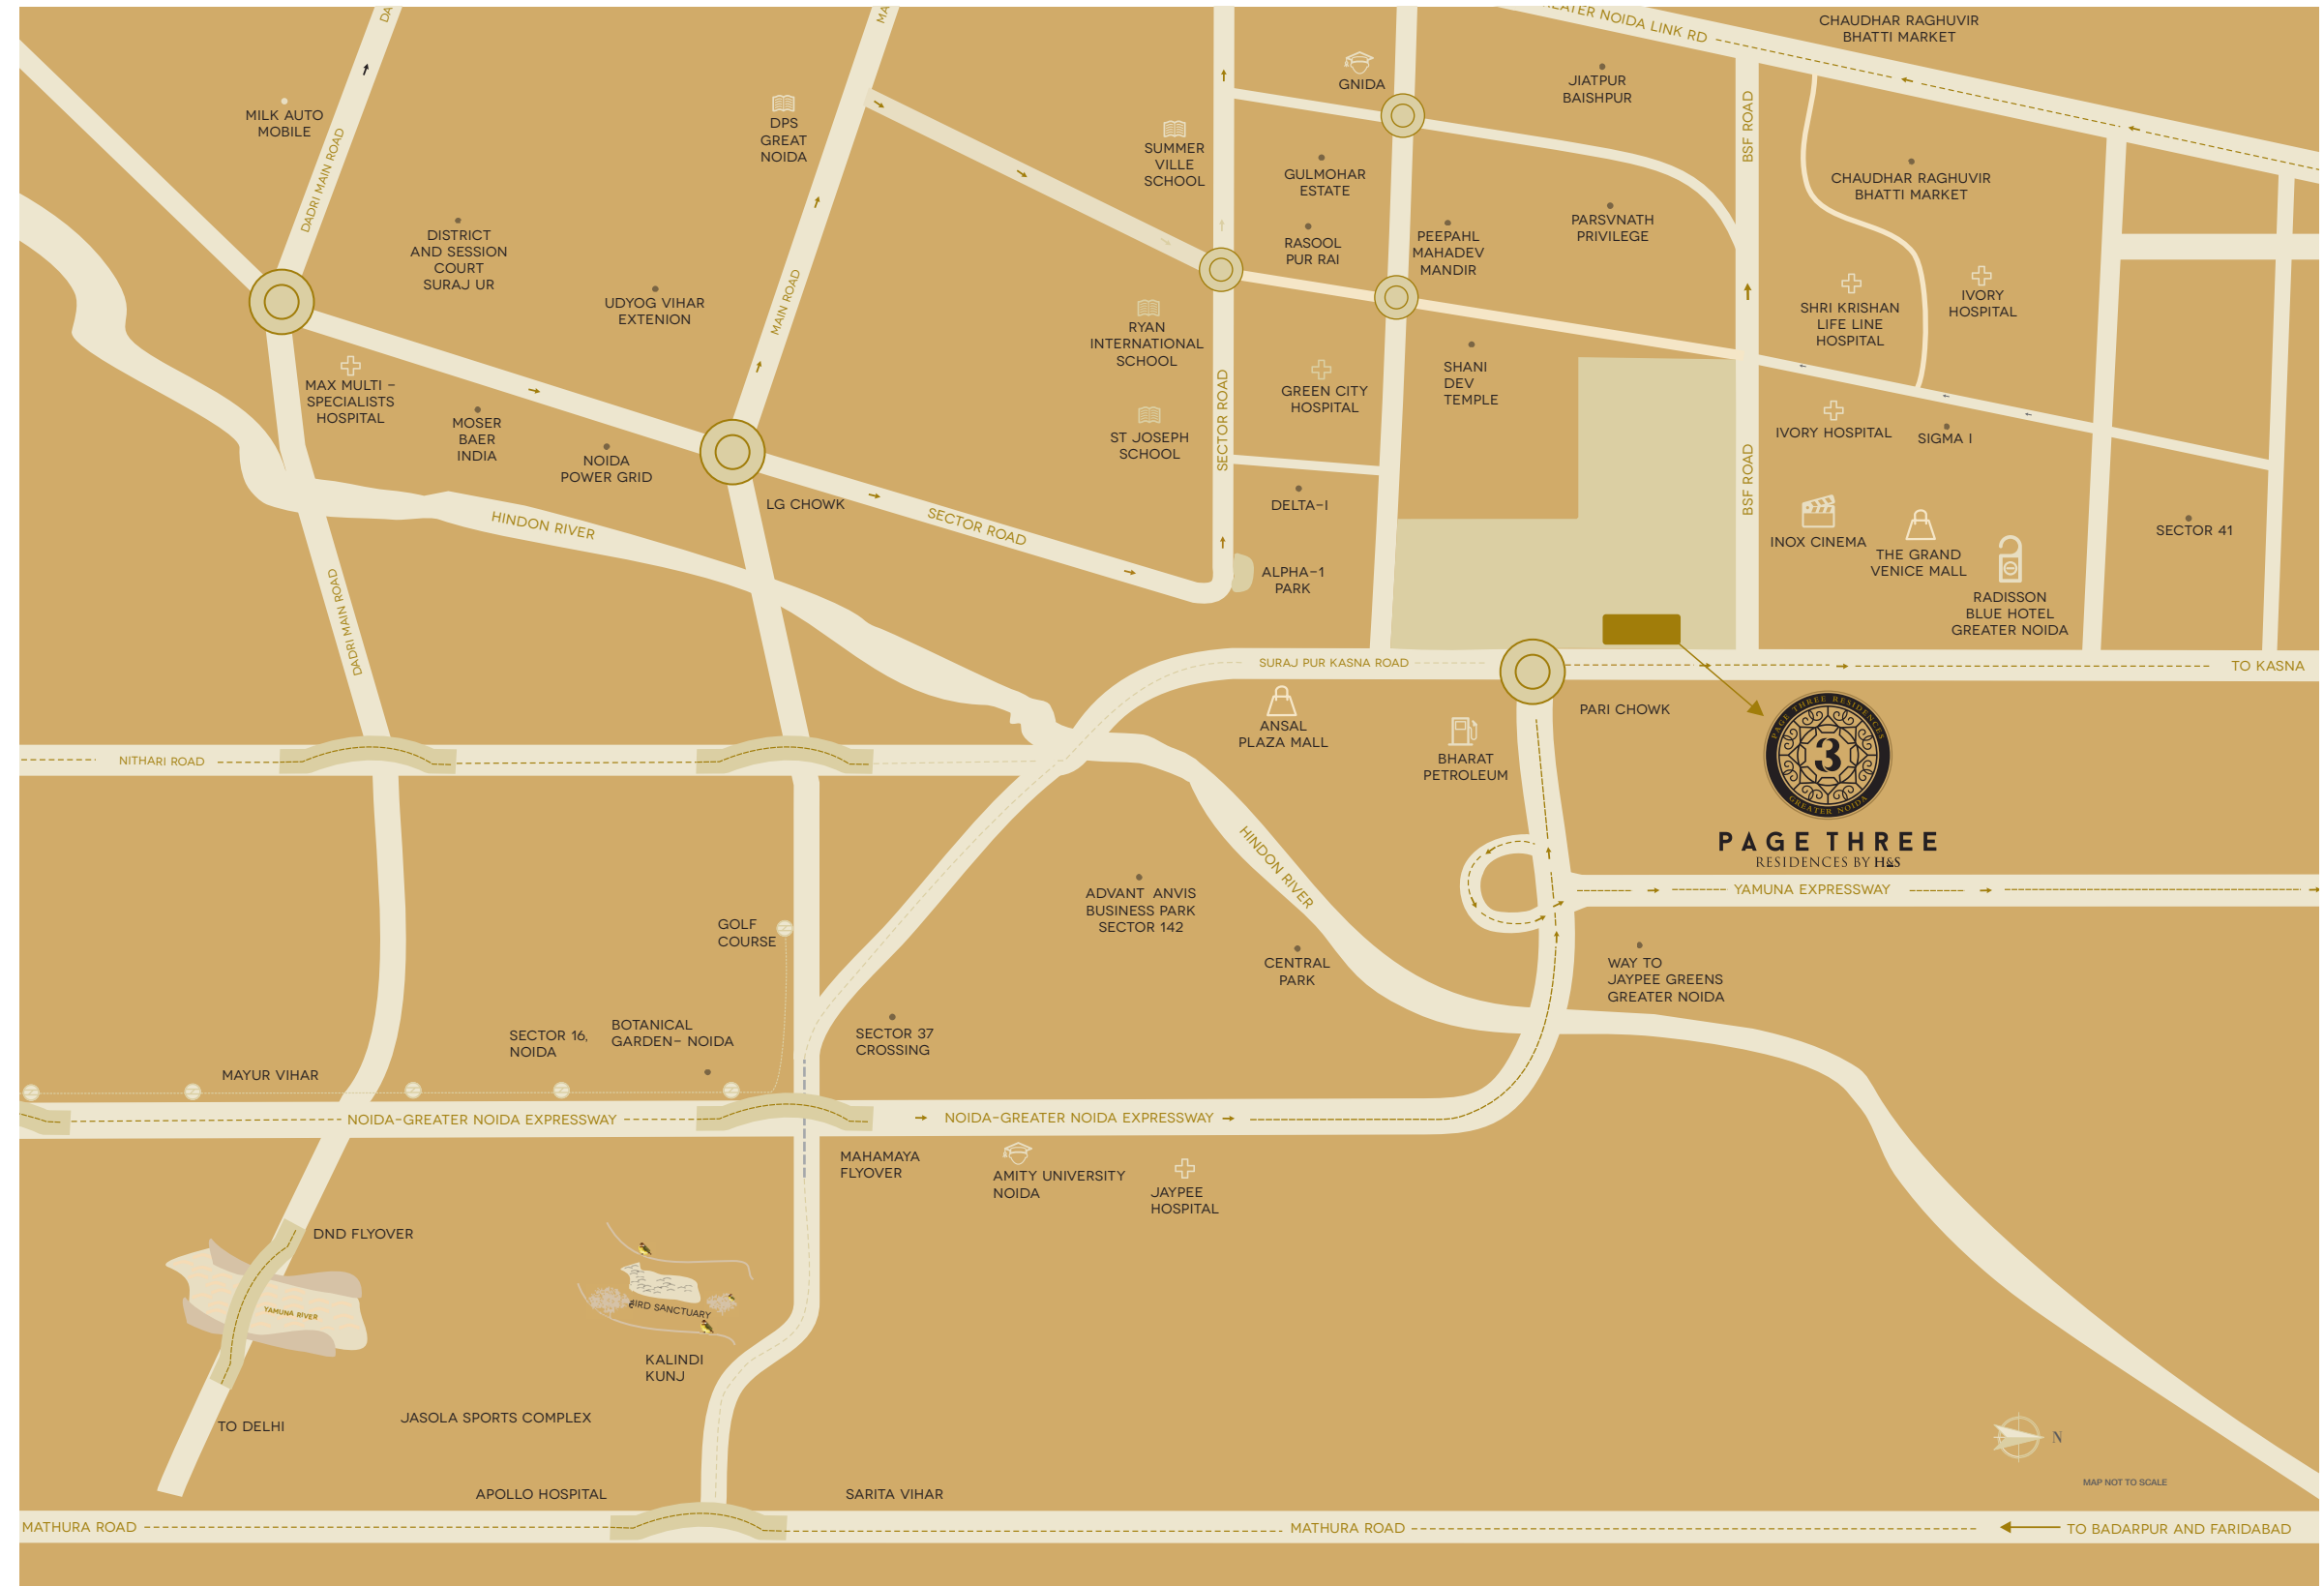 DA
MA
GREATER NOIDA LINK RD
CHAUDHAR RAGHUVIR
BHATTI MARKET
MILK AUTO
MOBILE
DADRI MAIN ROAD
DPS
GREAT
NOIDA
SUMMER
VILLE
SCHOOL
GNIDA
JIATPUR
BAISHPUR
BSF ROAD
GULMOHAR
ESTATE
CHAUDHAR RAGHUVIR
BHATTI MARKET
DISTRICT
AND SESSION
COURT
SURAJ UR
RASOOL
PUR RAI
PEEPAHL
MAHADEV
MANDIR
PARSVNATH
PRIVILEGE
UDYOG VIHAR
EXTENION
MAIN ROAD
RYAN
INTERNATIONAL
SCHOOL
SHRI KRISHAN
LIFE LINE
HOSPITAL
IVORY
HOSPITAL
MAX MULTI -
SPECIALISTS
HOSPITAL
MOSER
BAER
INDIA
NOIDA
POWER GRID
ST JOSEPH
SCHOOL
SECTOR ROAD
GREEN CITY
HOSPITAL
SHANI
DEV
TEMPLE
IVORY HOSPITAL
SIGMA I
BSF ROAD
LG CHOWK
DELTA-I
HINDON RIVER
SECTOR ROAD
INOX CINEMA
THE GRAND
VENICE MALL
SECTOR 41
ALPHA-1
PARK
RADISSON
BLUE HOTEL
GREATER NOIDA
DADRI MAIN ROAD
SURAJ PUR KASNA ROAD
TO KASNA
PARI CHOWK
ANSAL
PLAZA MALL
BHARAT
PETROLEUM
PAGE THREE RESIDENCES
3
GREATER NOIDA
PAGE THREE
RESIDENCES BY H&S
NITHARI ROAD
HINDON RIVER
YAMUNA EXPRESSWAY
ADVANT ANVIS
BUSINESS PARK
SECTOR 142
GOLF
COURSE
CENTRAL
PARK
WAY TO
JAYPEE GREENS
GREATER NOIDA
SECTOR 16,
NOIDA
BOTANICAL
GARDEN- NOIDA
SECTOR 37
CROSSING
MAYUR VIHAR
NOIDA-GREATER NOIDA EXPRESSWAY
NOIDA-GREATER NOIDA EXPRESSWAY
MAHAMAYA
FLYOVER
AMITY UNIVERSITY
NOIDA
JAYPEE
HOSPITAL
DND FLYOVER
YAMUNA RIVER
BIRD SANCTUARY
KALINDI
KUNJ
TO DELHI
JASOLA SPORTS COMPLEX
N
MAP NOT TO SCALE
APOLLO HOSPITAL
SARITA VIHAR
MATHURA ROAD
MATHURA ROAD
TO BADARPUR AND FARIDABAD